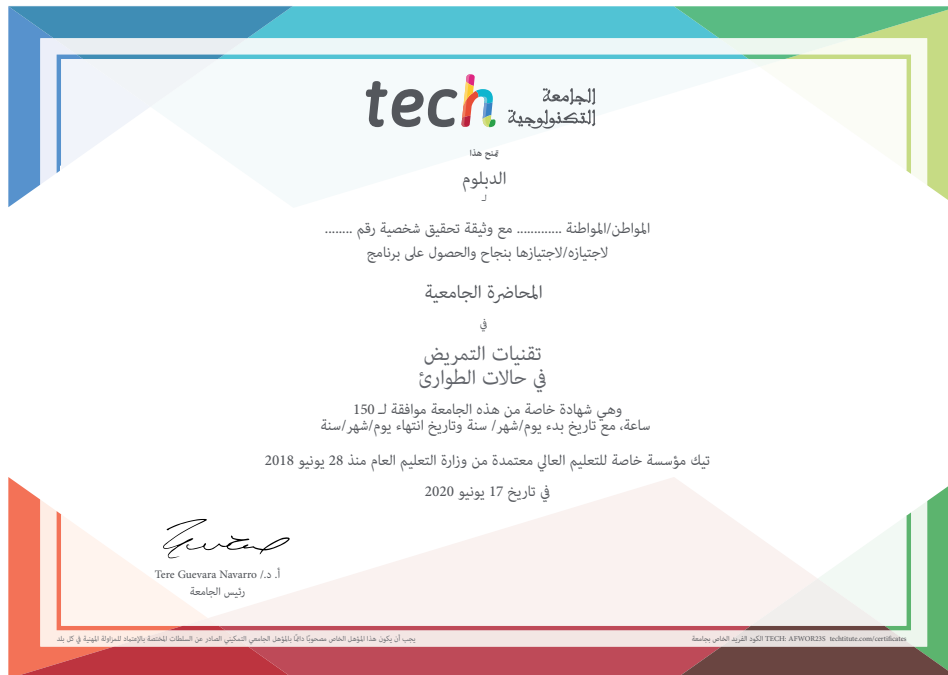 tech الجامعة
التكنولوجية
تمنح هذا
الدبلوم
لـ
المواطن/المواطنة ............. مع وثيقة تحقيق شخصية رقم ........
لاجتيازه/لاجتيازها بنجاح والحصول على برنامج
المحاضرة الجامعية
في
تقنيات التمريض
في حالات الطوارئ
وهي شهادة خاصة من هذه الجامعة موافقة لـ 150
ساعة، مع تاريخ بدء يوم/شهر/ سنة وتاريخ انتهاء يوم/شهر/سنة
تيك مؤسسة خاصة للتعليم العالي معتمدة من وزارة التعليم العام منذ 28 يونيو 2018
في تاريخ 17 يونيو 2020
أ. د./ Tere Guevara Navarro
رئيس الجامعة
يجب أن يكون هذا المؤهل الخاص مصحوبًا دائمًا بالمؤهل الجامعي التمكيني الصادر عن السلطات المختصة بالإعتماد للمزاولة المهنية في كل بلد
الكود الفريد الخاص بجامعة TECH: AFWOR23S techtitute.com/certificates